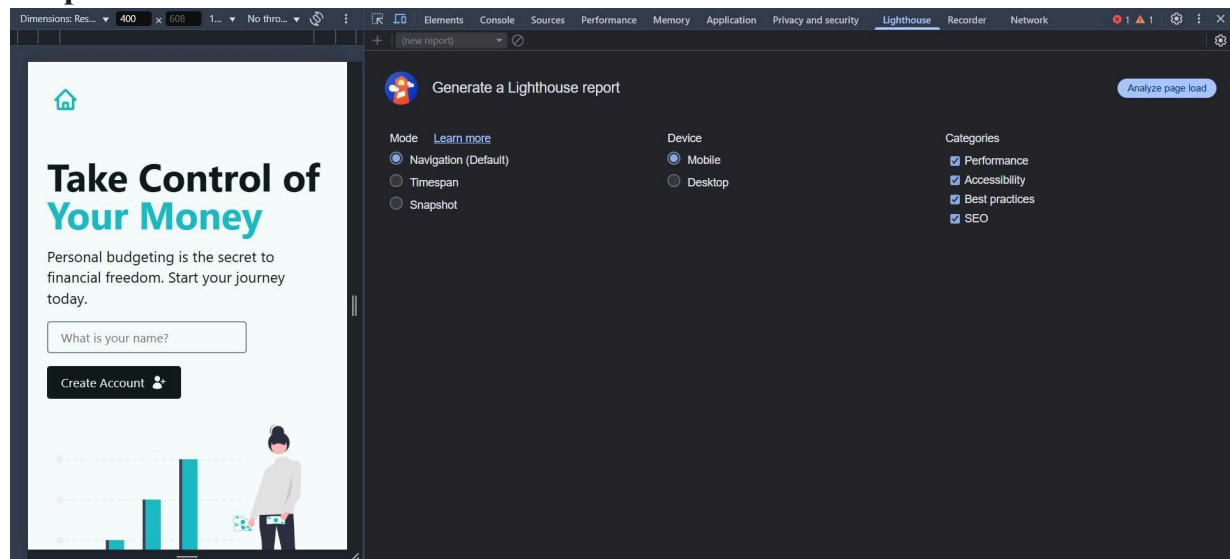 Dimensions: Res... 400 x 608 1... No thro...
Elements Console Sources Performance Memory Application Privacy and security Lighthouse Recorder Network 1 1
(new report)
Generate a Lighthouse report
Analyze page load
Mode Learn more
Navigation (Default)
Timespan
Snapshot
Device
Mobile
Desktop
Categories
Performance
Accessibility
Best practices
SEO
Take Control of
Your Money
Personal budgeting is the secret to
financial freedom. Start your journey
today.
What is your name?
Create Account